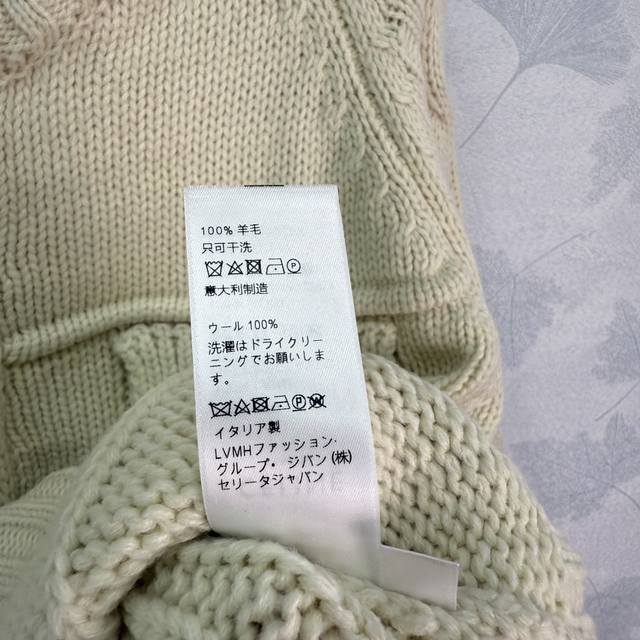 100% 羊毛
只可干洗
意大利制造
ウール 100%
洗濯はドライクリー
ニングでお願いしま
す。
イタリア製
LVMHファッション.
グループ・ジバン(株)
セリータジャパン